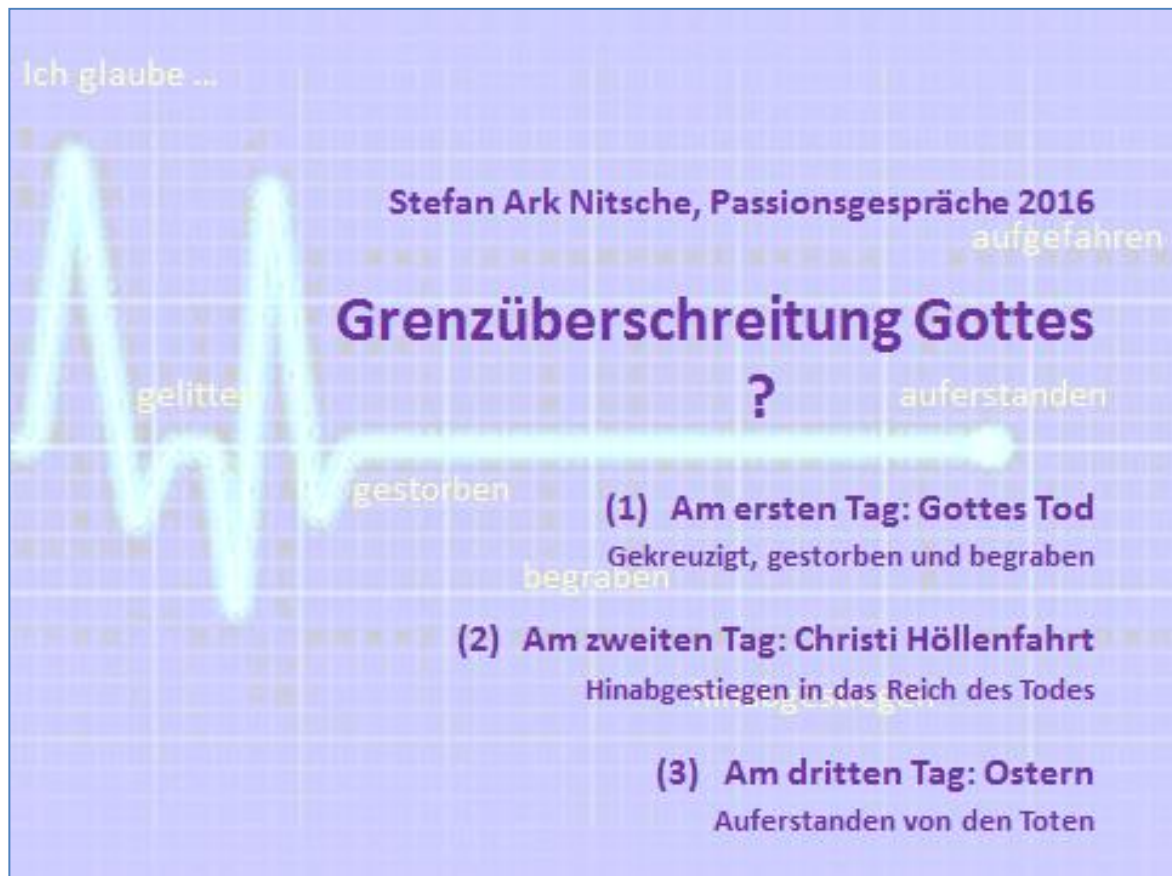 Ich glaube ...
Stefan Ark Nitsche, Passionsgespräche 2016
aufgefahren
Grenzüberschreitung Gottes
?
gelitten
auferstanden
gestorben
(1) Am ersten Tag: Gottes Tod
Gekreuzigt, gestorben und begraben
begraben
(2) Am zweiten Tag: Christi Höllenfahrt
Hinabgestiegen in das Reich des Todes
hinabgestiegen
(3) Am dritten Tag: Ostern
Auferstanden von den Toten